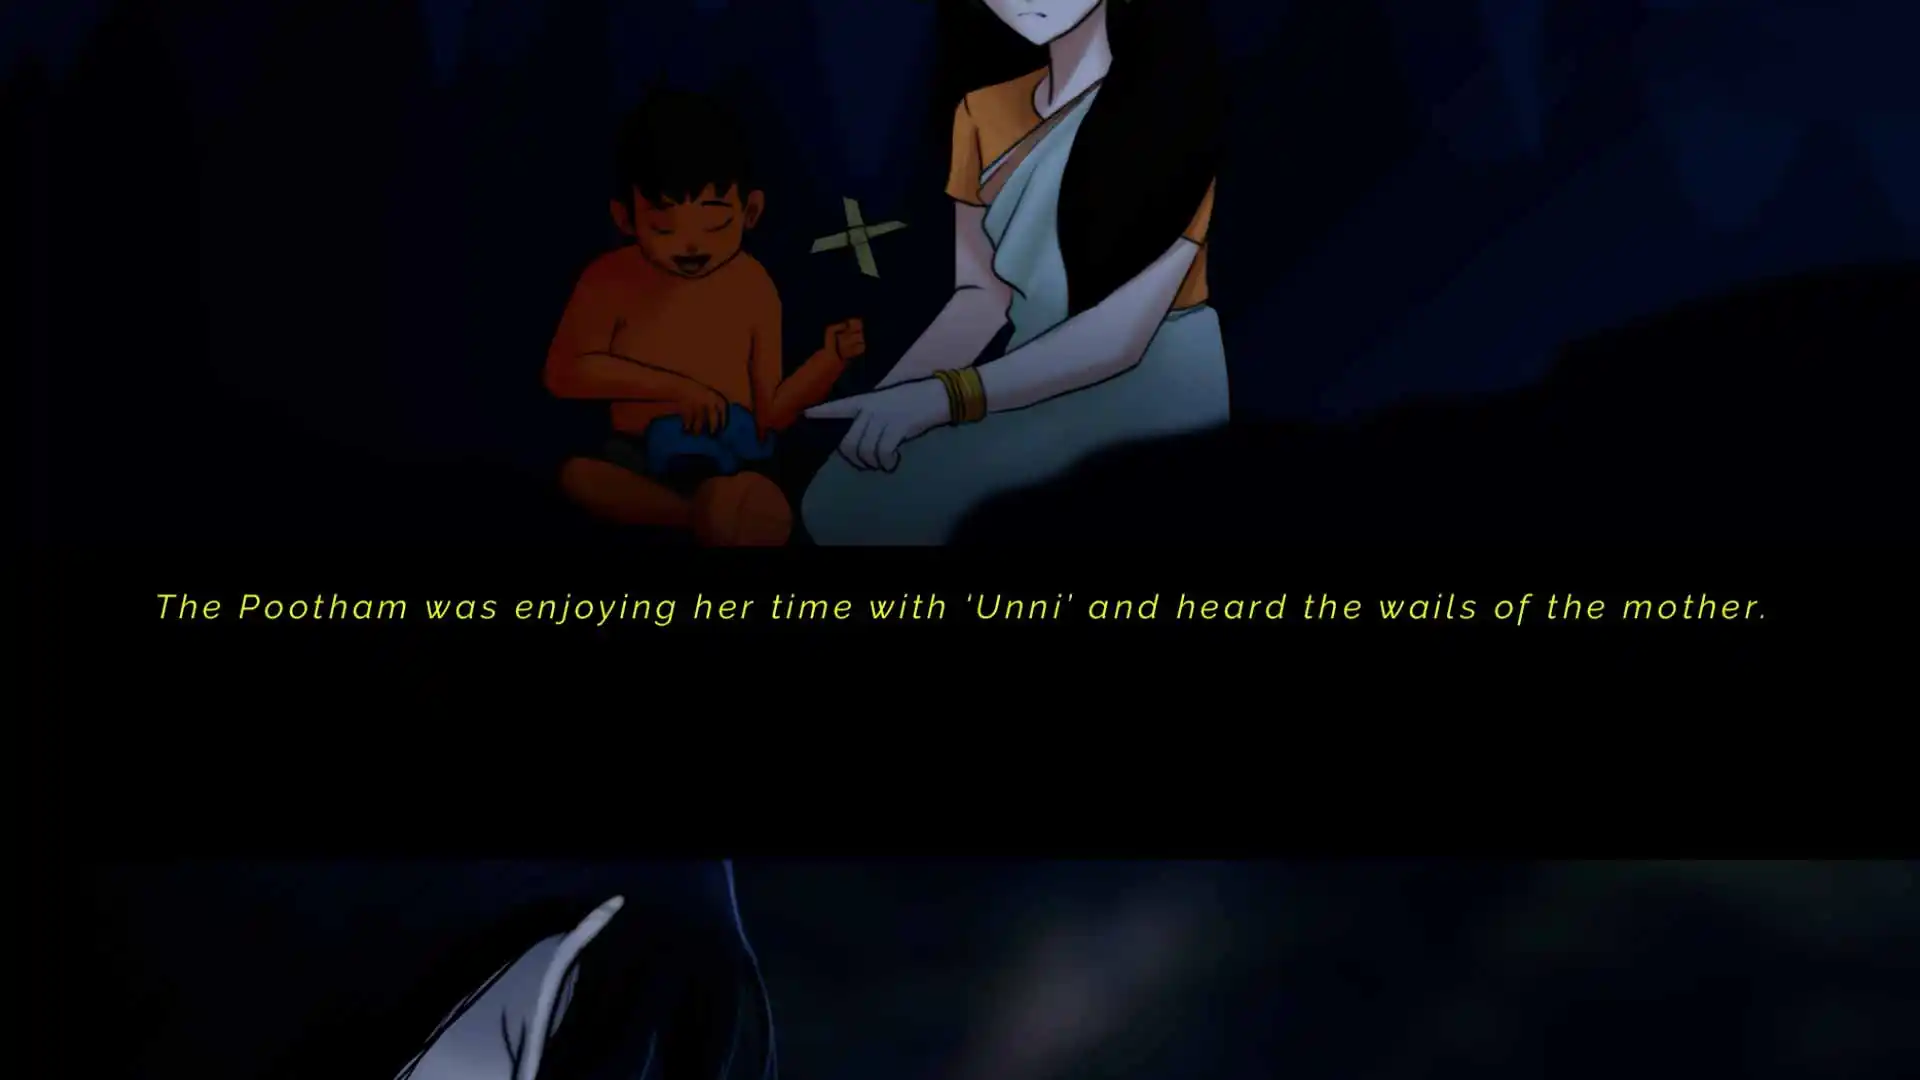 The Pootham was enjoying her time with ‘Unni’ and heard the wails of the mother.